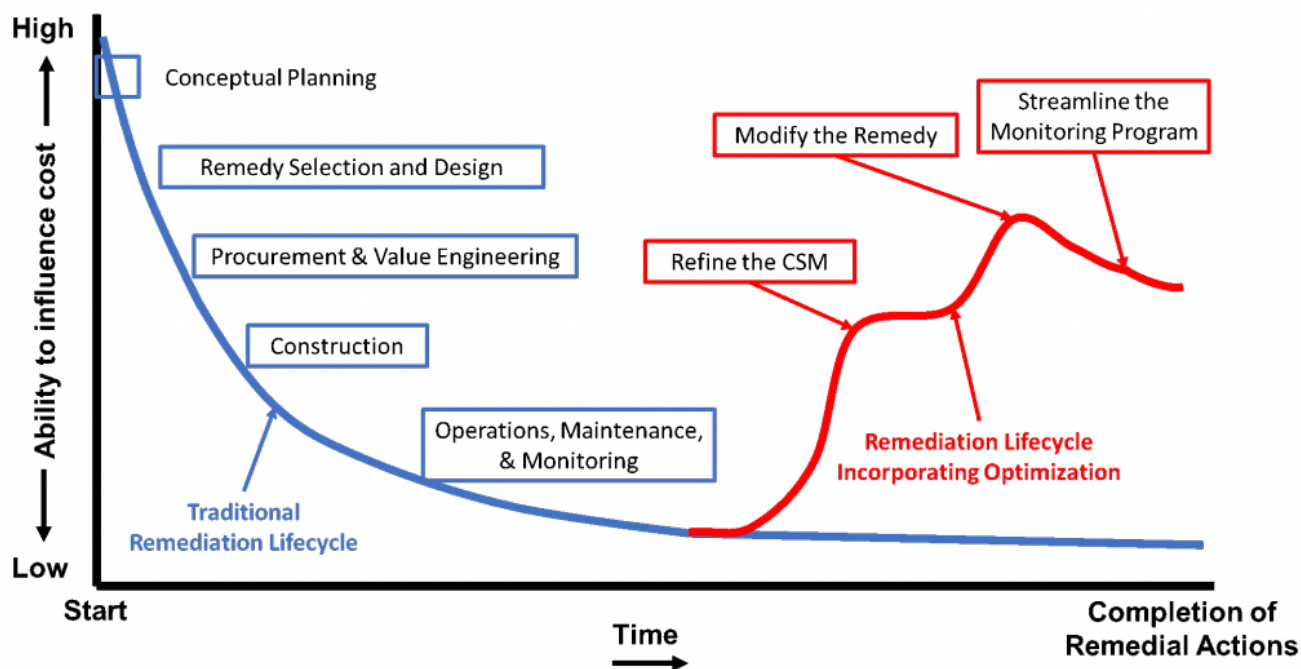 High
Conceptual Planning
Streamline the
Monitoring Program
Modify the Remedy
Remedy Selection and Design
Procurement & Value Engineering
Refine the CSM
Ability to influence cost
Construction
Operations, Maintenance,
& Monitoring
Remediation Lifecycle
Incorporating Optimization
Traditional
Remediation Lifecycle
Low
Start
Time
Completion of
Remedial Actions